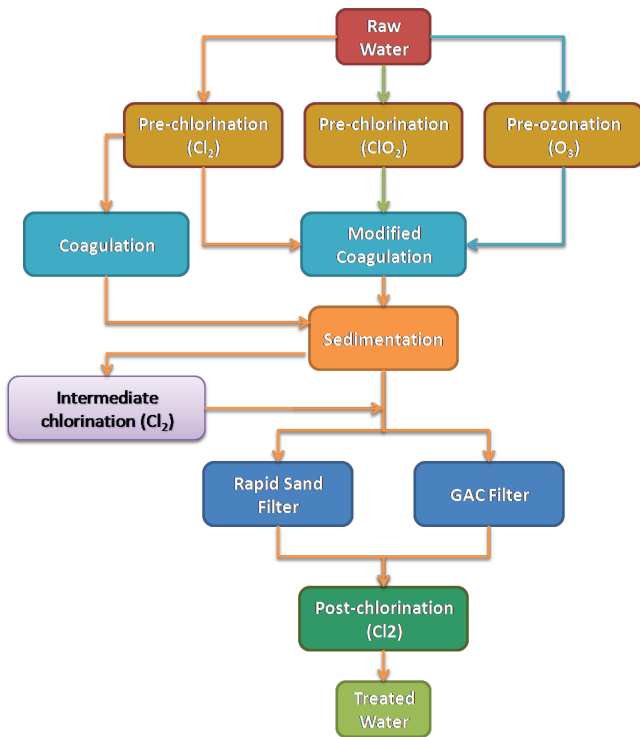 Raw
Water
Pre-chlorination
(Cl₂)
Pre-chlorination
(ClO₂)
Pre-ozonation
(O₃)
Coagulation
Modified
Coagulation
Sedimentation
Intermediate
chlorination (Cl₂)
Rapid Sand
Filter
GAC Filter
Post-chlorination
(Cl2)
Treated
Water